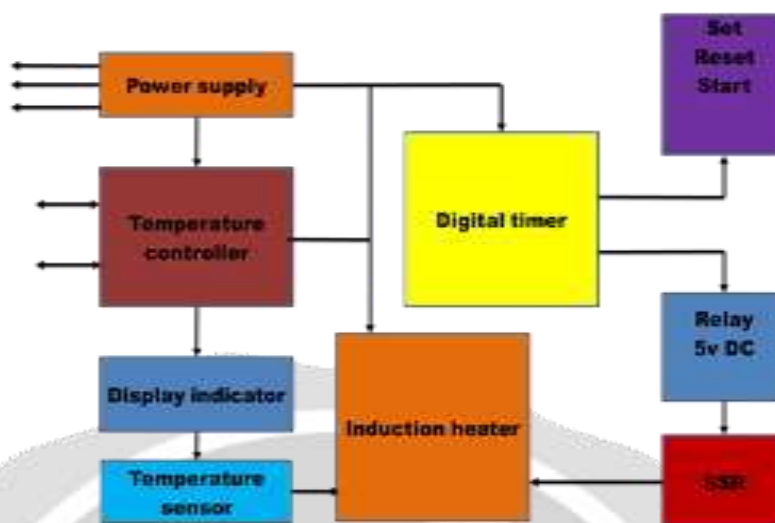 Power supply
Set
Reset
Start
Temperature
controller
Digital timer
Relay
5v DC
Display indicator
Induction heater
Temperature
sensor
SSR